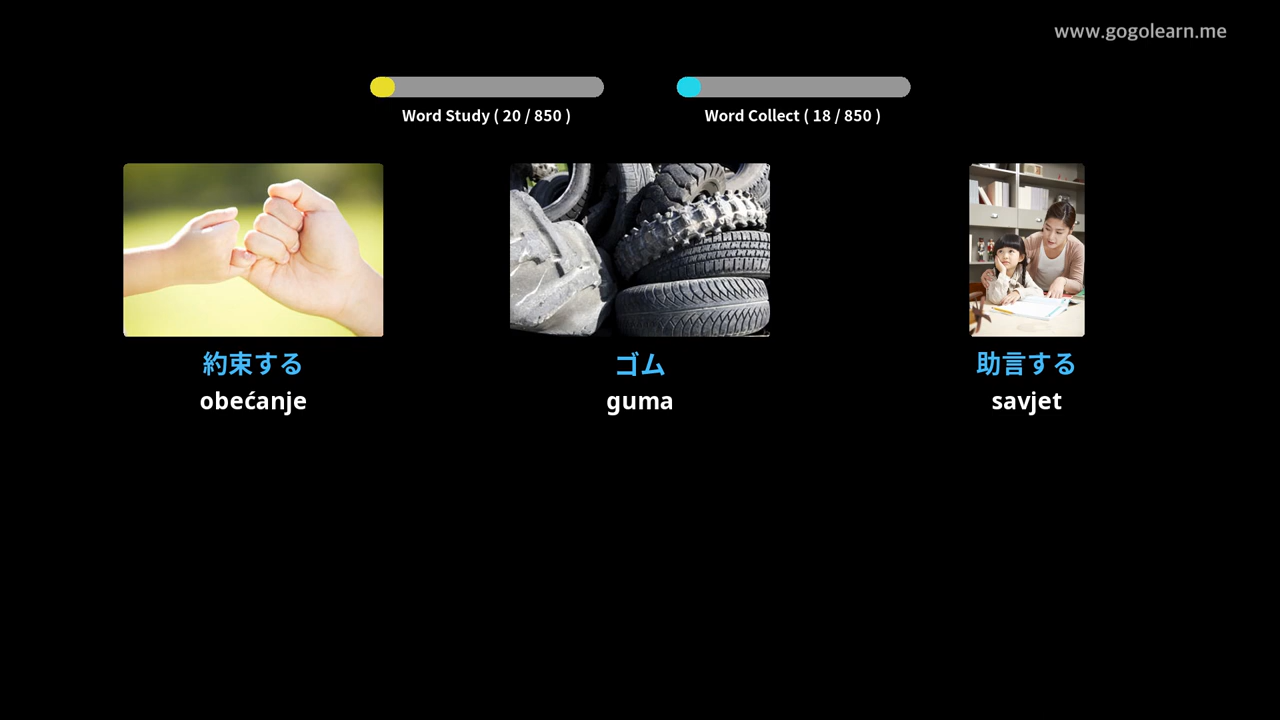 www.gogolearn.me
Word Study ( 20 / 850 )
Word Collect ( 18 / 850 )
約束する
obećanje
ゴム
guma
助言する
savjet